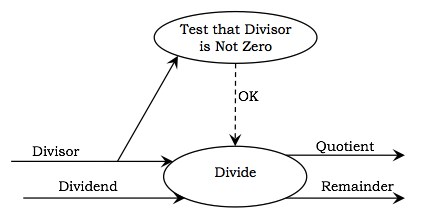 Test that Divisor
is Not Zero
OK
Divisor
Dividend
Divide
Quotient
Remainder